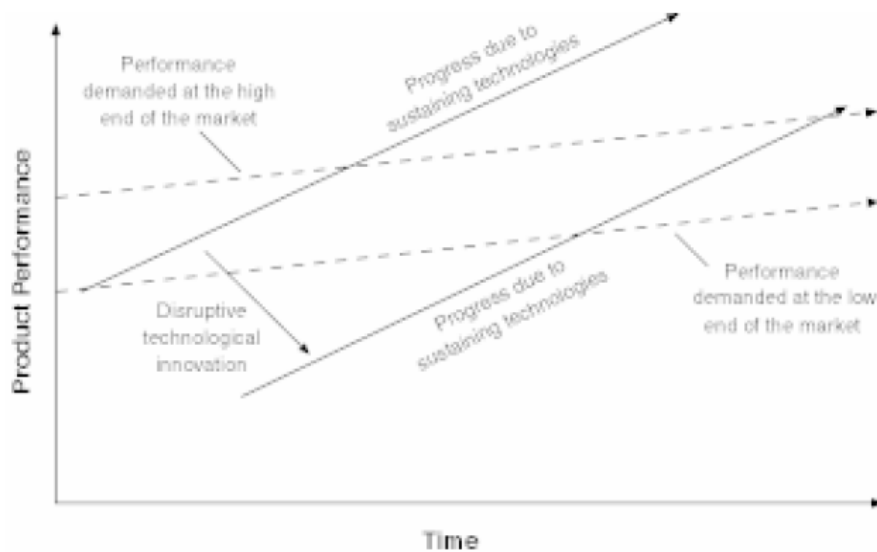 Performance
demanded at the high
end of the market
Progress due to
sustaining technologies
Product Performance
Disruptive
technological
innovation
Progress due to
sustaining technologies
Performance
demanded at the low
end of the market
Time